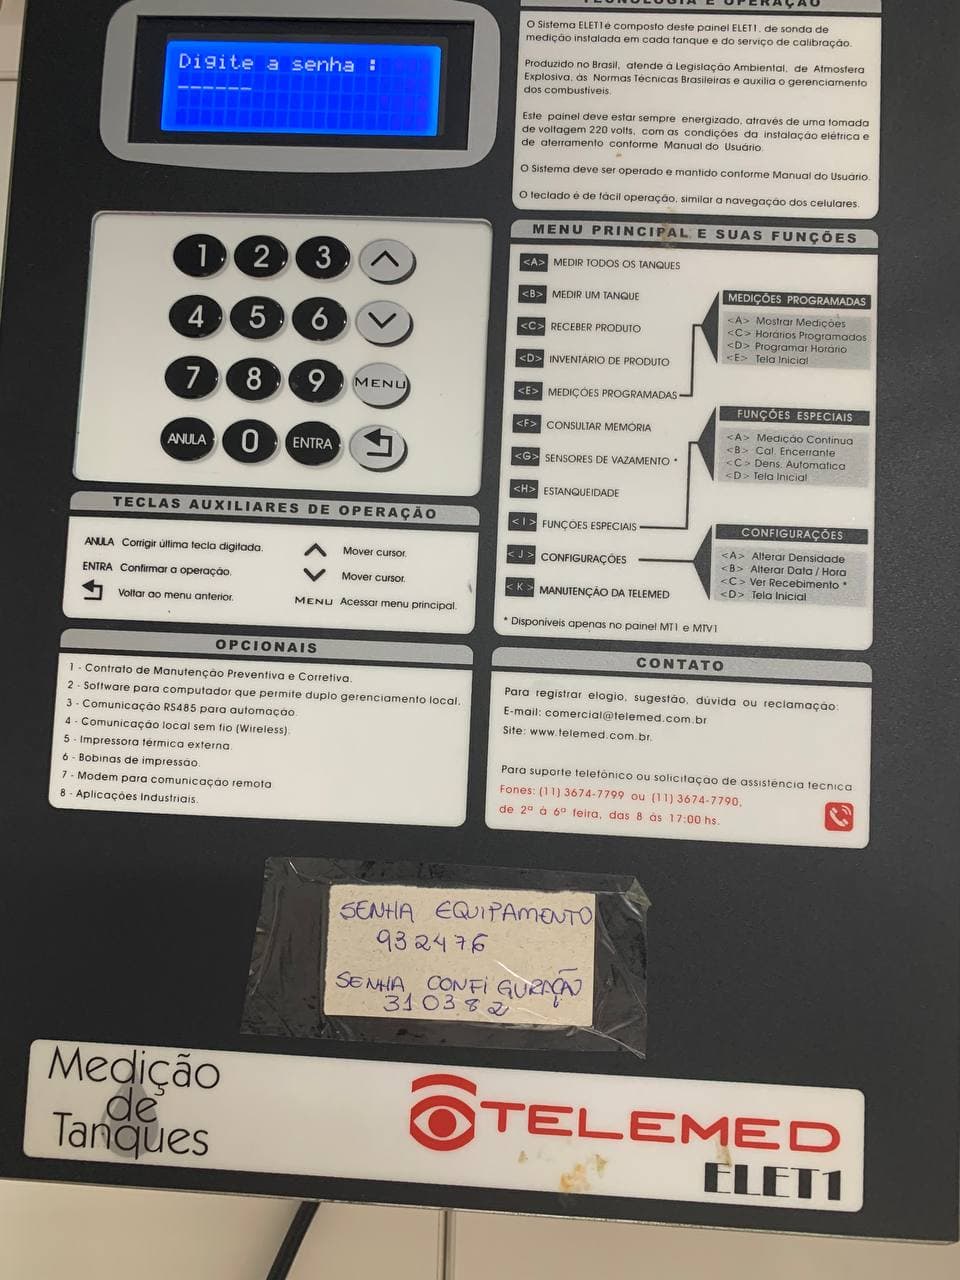 Digite a senha :
TECNOLOGIA E OPERAÇÃO
O Sistema ELET1 é composto deste painel ELET1, de sonda de
medição instalada em cada tanque e do serviço de calibração.
Produzido no Brasil, atende à Legislação Ambiental, de Atmosfera
Explosiva, às Normas Técnicas Brasileiras e auxilia o gerenciamento
dos combustíveis.
Este painel deve estar sempre energizado, através de uma tomada
de voltagem 220 volts, com as condições da instalação elétrica e
de aterramento conforme Manual do Usuário.
O Sistema deve ser operado e mantido conforme Manual do Usuário.
O teclado é de fácil operação, similar a navegação dos celulares.
1 2 3
4 5 6
7 8 9 MENU
ANULA 0 ENTRA
MENU PRINCIPAL E SUAS FUNÇÕES
<A> MEDIR TODOS OS TANQUES
<B> MEDIR UM TANQUE
<C> RECEBER PRODUTO
<D> INVENTÁRIO DE PRODUTO
<E> MEDIÇÕES PROGRAMADAS
<F> CONSULTAR MEMÓRIA
<G> SENSORES DE VAZAMENTO *
<H> ESTANQUEIDADE
<I> FUNÇÕES ESPECIAIS
<J> CONFIGURAÇÕES
<K> MANUTENÇÃO DA TELEMED
* Disponíveis apenas no painel MT1 e MTV1
MEDIÇÕES PROGRAMADAS
<A> Mostrar Medições
<C> Horários Programados
<D> Programar Horário
<E> Tela Inicial
FUNÇÕES ESPECIAIS
<A> Medição Contínua
<B> Cal. Encerrante
<C> Dens. Automática
<D> Tela Inicial
CONFIGURAÇÕES
<A> Alterar Densidade
<B> Alterar Data / Hora
<C> Ver Recebimento *
<D> Tela Inicial
TECLAS AUXILIARES DE OPERAÇÃO
ANULA Corrigir última tecla digitada.
ENTRA Confirmar a operação.
Voltar ao menu anterior.
Mover cursor.
Mover cursor.
MENU Acessar menu principal.
OPCIONAIS
1 - Contrato de Manutenção Preventiva e Corretiva.
2 - Software para computador que permite duplo gerenciamento local.
3 - Comunicação RS485 para automação.
4 - Comunicação local sem fio (Wireless).
5 - Impressora térmica externa.
6 - Bobinas de impressão.
7 - Modem para comunicação remota
8 - Aplicações Industriais.
CONTATO
Para registrar elogio, sugestão, dúvida ou reclamação:
E-mail: comercial@telemed.com.br
Site: www.telemed.com.br.
Para suporte telefônico ou solicitação de assistência técnica
Fones: (11) 3674-7799 ou (11) 3674-7790,
de 2ª à 6ª feira, das 8 às 17:00 hs.
SENHA EQUIPAMENTO
932476
SENHA CONFIGURAÇÃO
310382
Medição
de
Tanques
TELEMED
ELET1